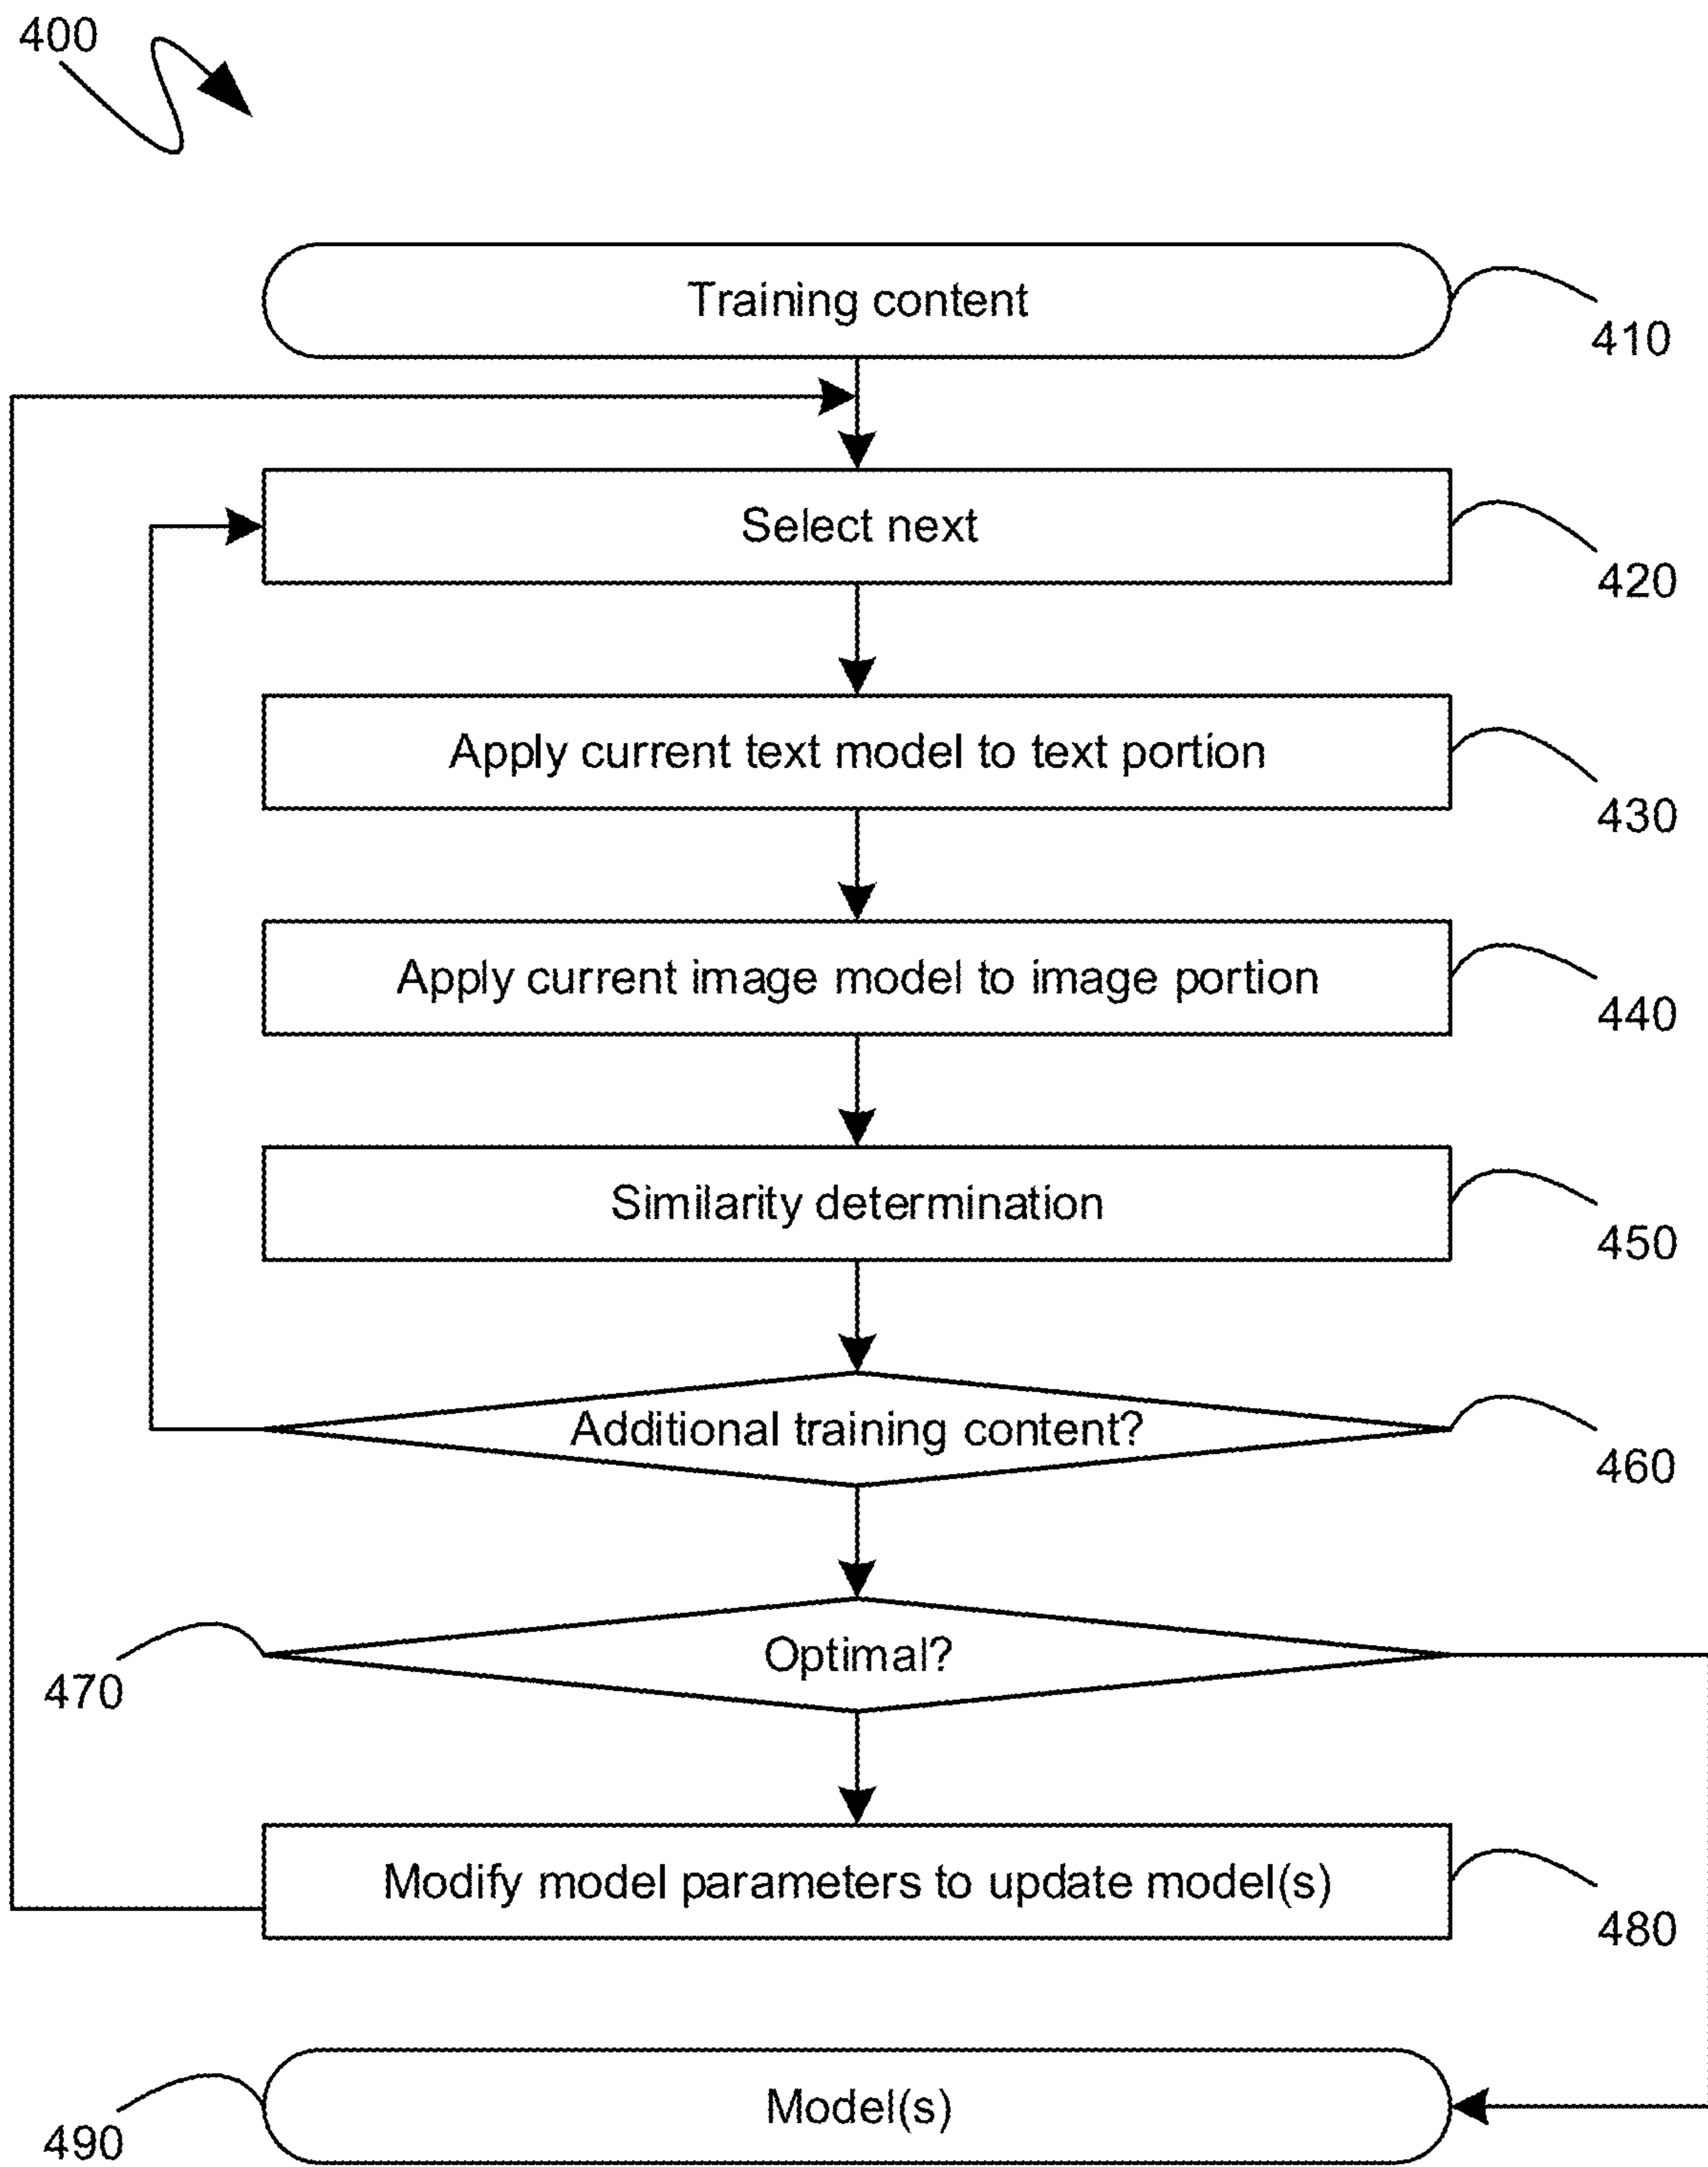 400
Training content
410
Select next
420
Apply current text model to text portion
430
Apply current image model to image portion
440
Similarity determination
450
Additional training content?
460
Optimal?
470
Modify model parameters to update model(s)
480
Model(s)
490